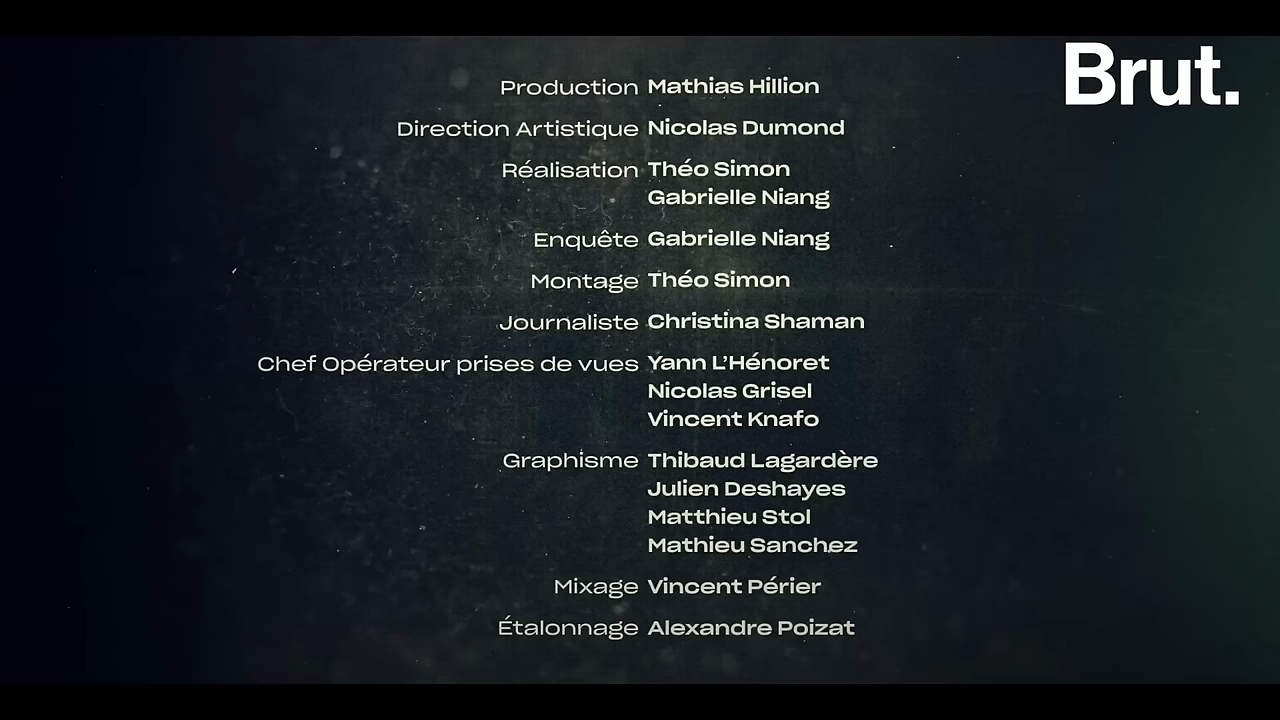 Brut.
Production Mathias Hillion
Direction Artistique Nicolas Dumond
Réalisation Théo Simon
Gabrielle Niang
Enquête Gabrielle Niang
Montage Théo Simon
Journaliste Christina Shaman
Chef Opérateur prises de vues Yann L’Hénoret
Nicolas Grisel
Vincent Knafo
Graphisme Thibaud Lagardère
Julien Deshayes
Matthieu Stol
Mathieu Sanchez
Mixage Vincent Périer
Étalonnage Alexandre Poizat